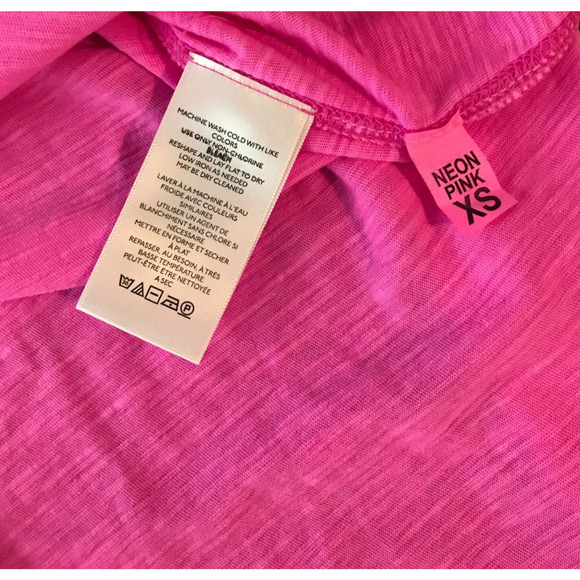 MACHINE WASH COLD WITH LIKE
COLORS
USE ONLY NON-CHLORINE
BLEACH
RESHAPE AND LAY FLAT TO DRY
LOW IRON AS NEEDED
MAY BE DRY CLEANED
LAVER À LA MACHINE À L'EAU
FROIDE AVEC COULEURS
SIMILAIRES
UTILISER UN AGENT DE
BLANCHIMENT SANS CHLORE SI
NÉCESSAIRE
METTRE EN FORME ET SECHER
À PLAT
REPASSER, AU BESOIN, À TRÈS
BASSE TEMPÉRATURE
PEUT-ÊTRE ÊTRE NETTOYÉE
A SEC
P
NEON
PINK
XS